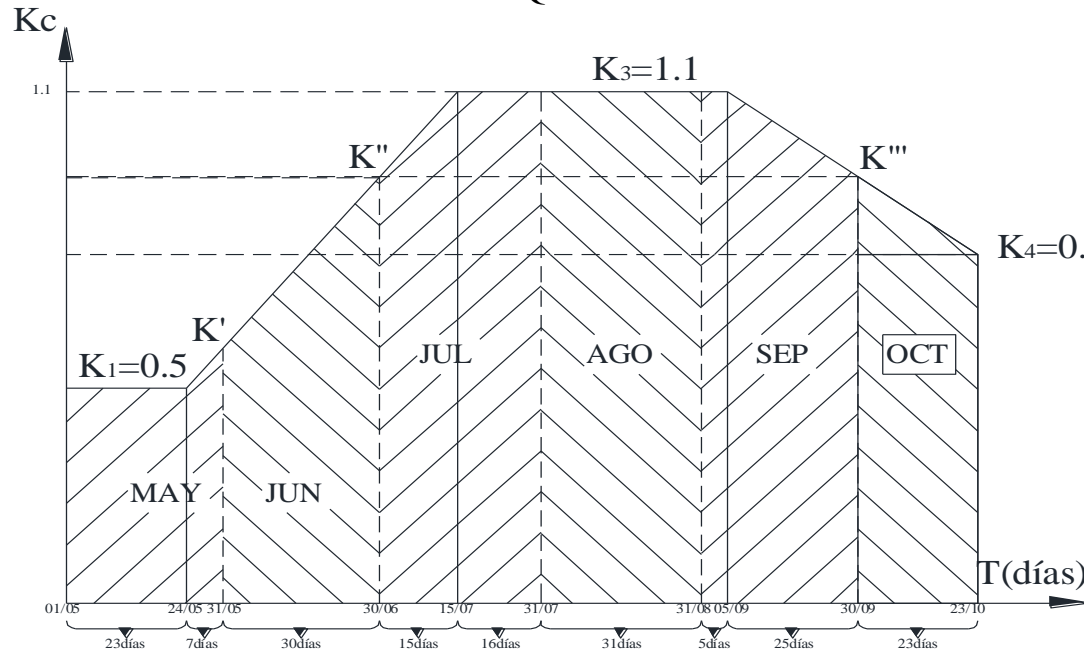 Kc
K3=1.1
1.1
K''
K'''
K4=0.
K'
K1=0.5
JUL
AGO
SEP
OCT
MAY
JUN
T(días)
01/05 24/05 31/05 30/06 15/07 31/07 31/08 05/09 30/09 23/10
23días 7días 30días 15días 16días 31días 5días 25días 23días